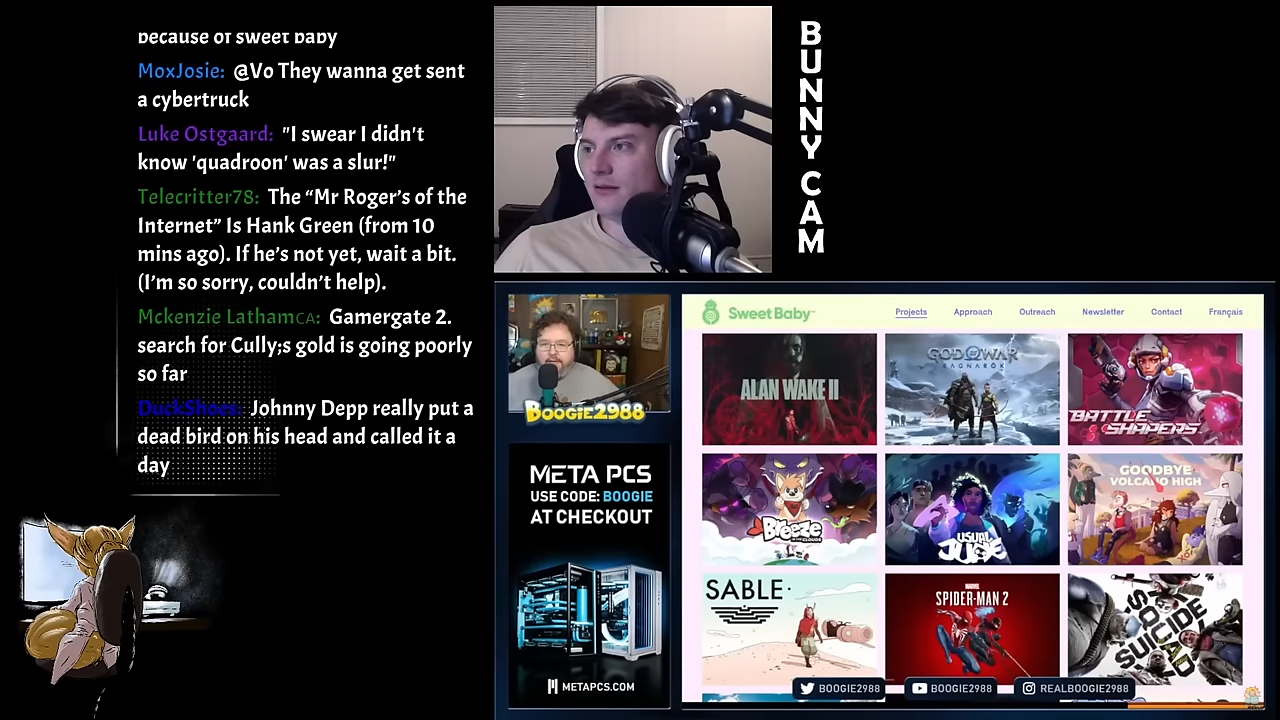 because of sweet baby
MoxJosie: @Vo They wanna get sent
a cybertruck
Luke Ostgaard: "I swear I didn't
know 'quadroon' was a slur!"
Telecritter78: The “Mr Roger’s of the
Internet” Is Hank Green (from 10
mins ago). If he’s not yet, wait a bit.
(I’m so sorry, couldn’t help).
Mckenzie LathamCA: Gamergate 2.
search for Cully;s gold is going poorly
so far
DuckShoes: Johnny Depp really put a
dead bird on his head and called it a
day
BUNNY CAM
BOOGIE2988
META PCS
USE CODE: BOOGIE
AT CHECKOUT
METAPCS.COM
Sweet Baby
Projects Approach Outreach Newsletter Contact Français
ALAN WAKE II
GOD OF WAR
RAGNARÖK
BATTLE
SHAPERS
Breeze
IN THE CLOUDS
USUAL
JUNE
GOODBYE
VOLCANO HIGH
SABLE
MARVEL
SPIDER-MAN 2
SUICIDE
SQUAD
BOOGIE2988 BOOGIE2988 REALBOOGIE2988